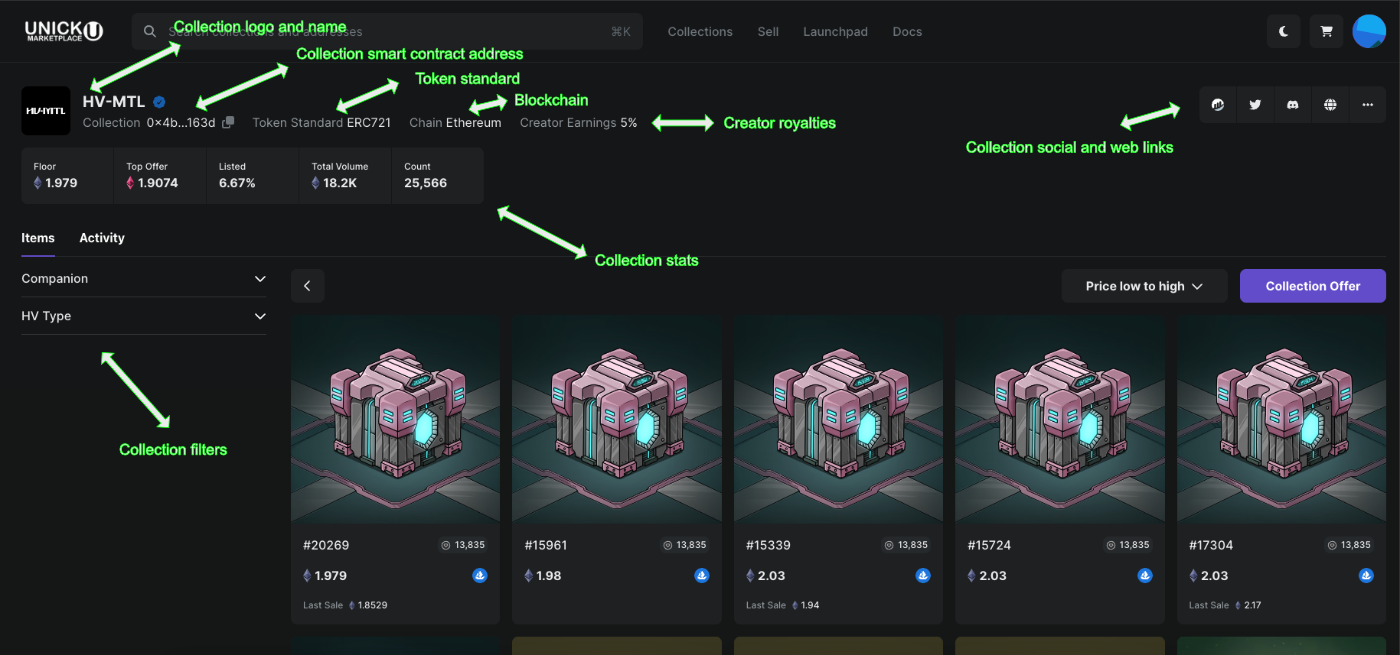 UNICK U
MARKETPLACE
Search collections and addresses
⌘K
Collections
Sell
Launchpad
Docs
Collection logo and name
Collection smart contract address
Token standard
Blockchain
Creator royalties
Collection social and web links
HV-MTL
HV-MTL
Collection 0x4b...163d
Token Standard ERC721
Chain Ethereum
Creator Earnings 5%
Floor
1.979
Top Offer
1.9074
Listed
6.67%
Total Volume
18.2K
Count
25,566
Collection stats
Items
Activity
Companion
HV Type
Collection filters
Price low to high
Collection Offer
#20269
13,835
1.979
Last Sale 1.8529
#15961
13,835
1.98
#15339
13,835
2.03
Last Sale 1.94
#15724
13,835
2.03
#17304
13,835
2.03
Last Sale 2.17